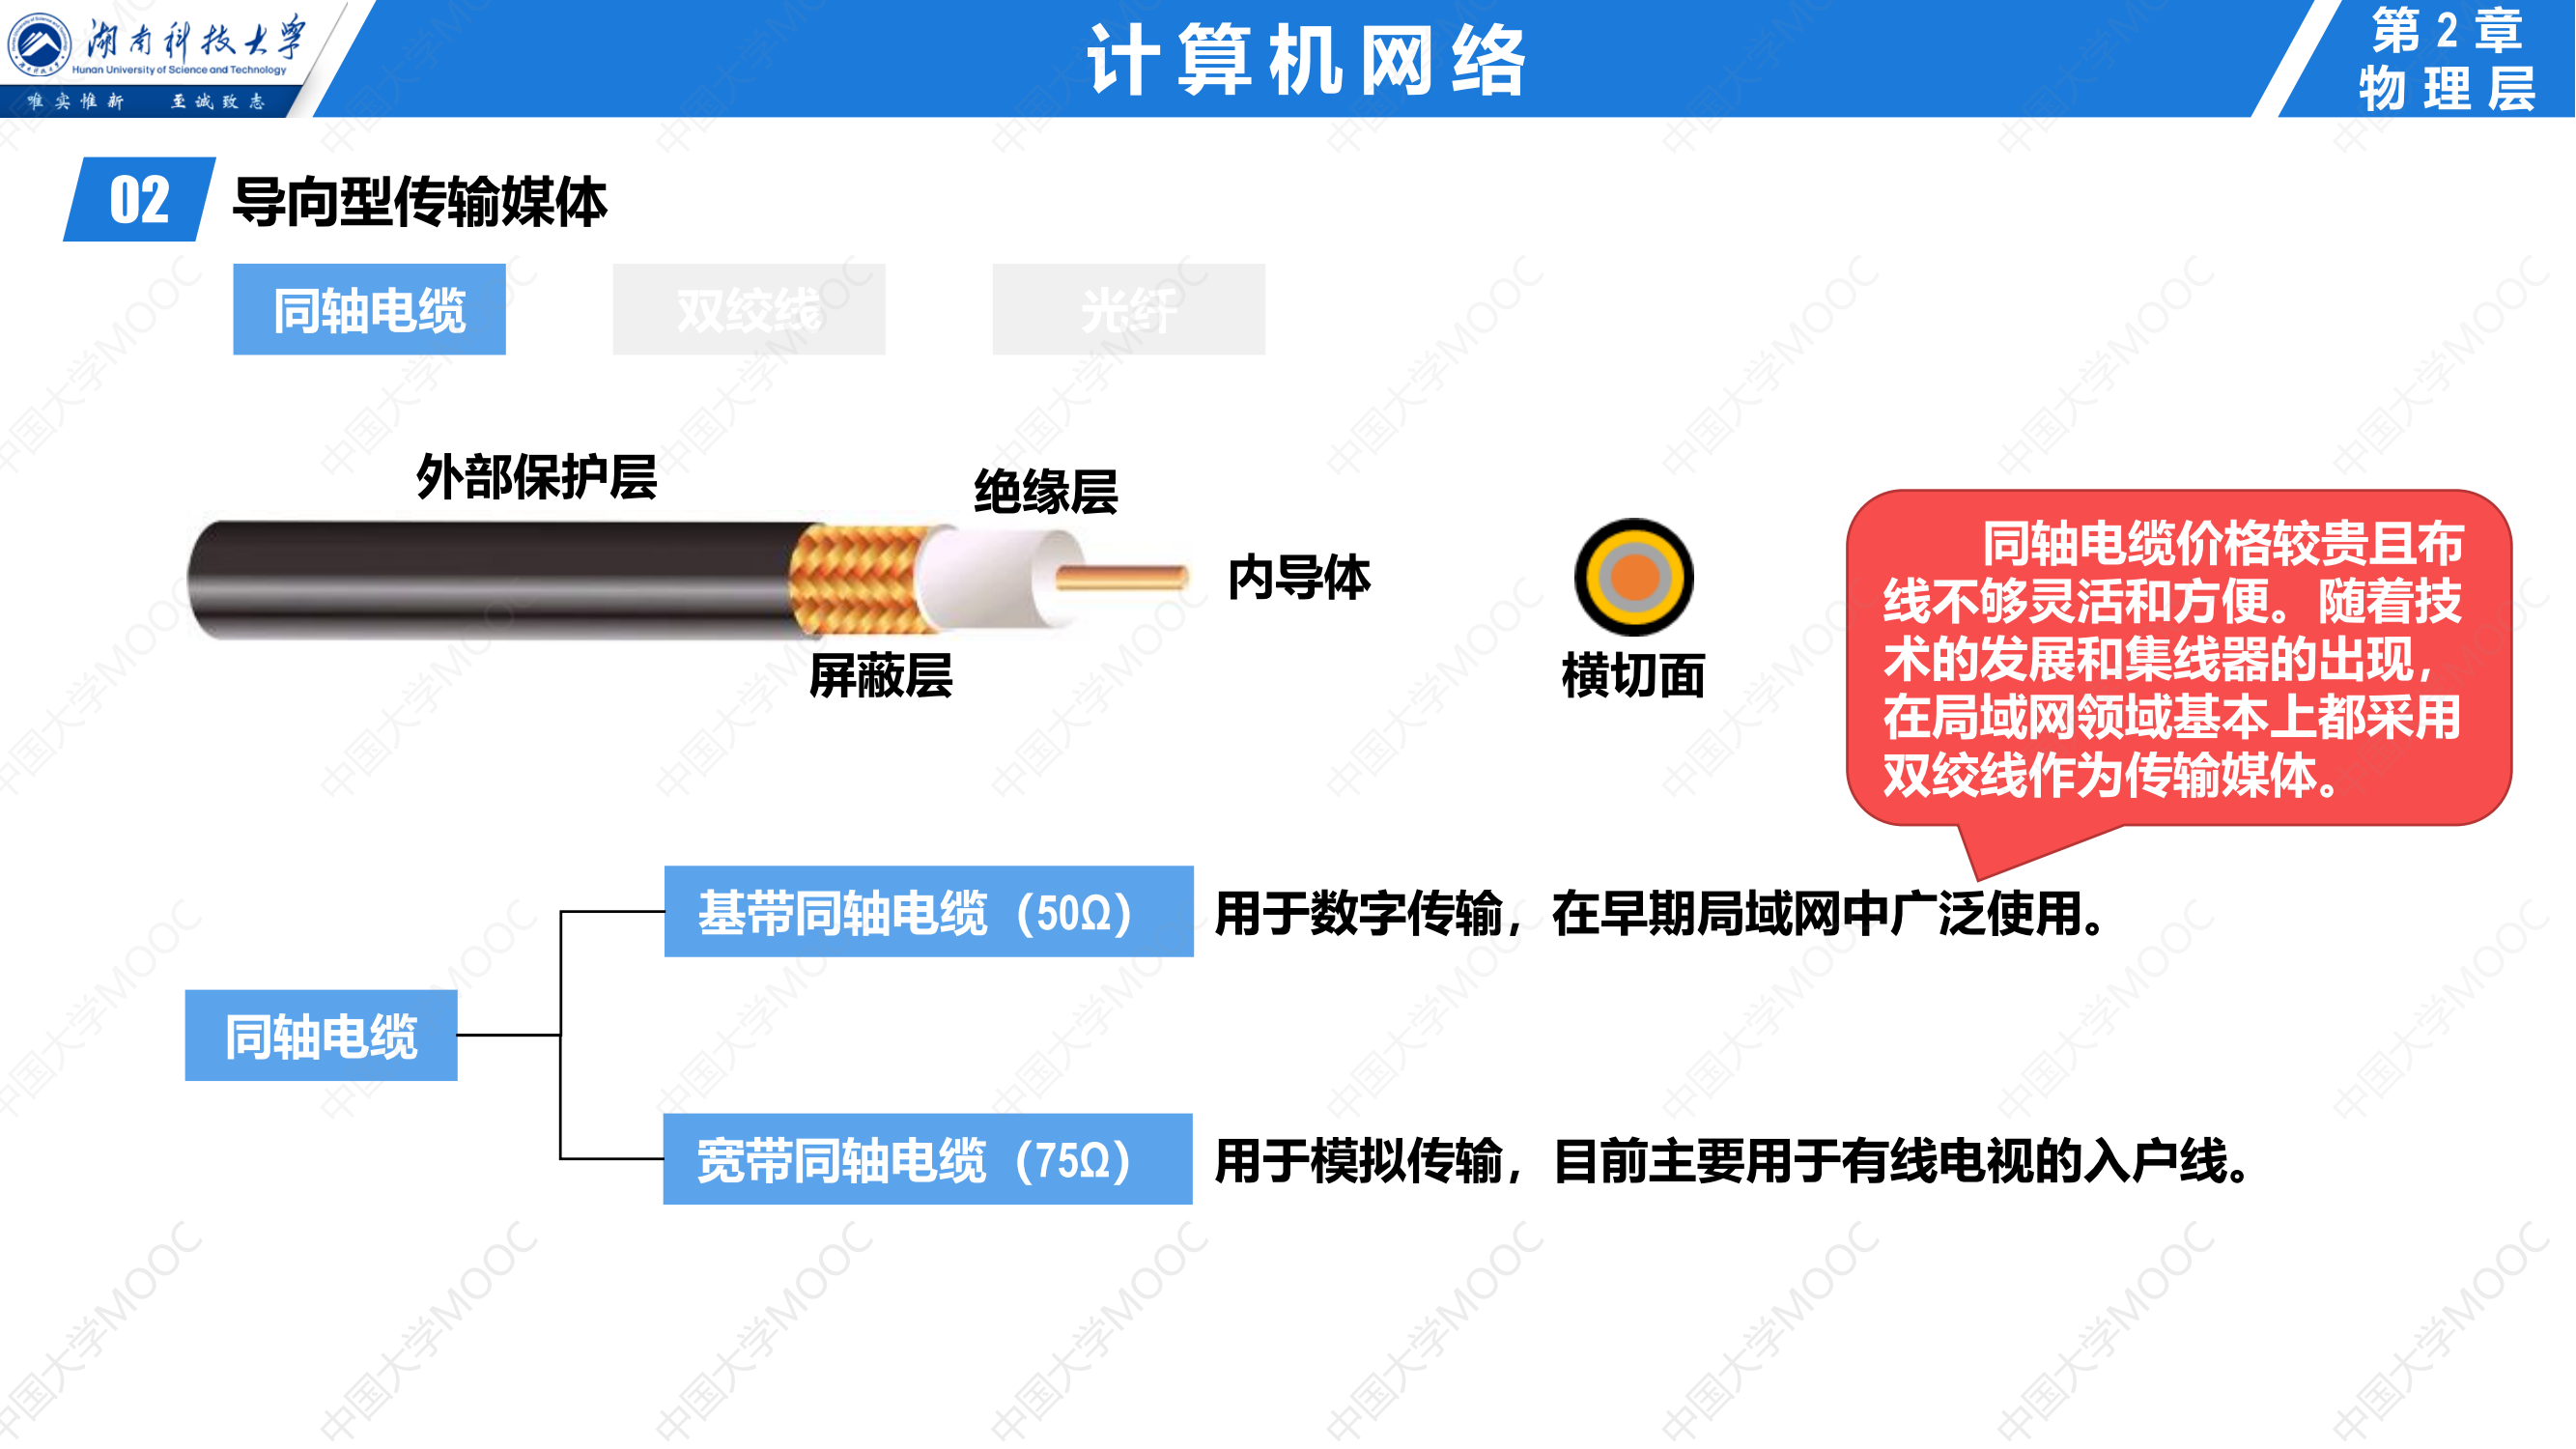 湖南科技大学
Hunan University of Science and Technology
唯实惟新 至诚致志
计算机网络
第2章
物理层
02 导向型传输媒体
同轴电缆 双绞线 光纤
外部保护层
绝缘层
内导体
屏蔽层
横切面
同轴电缆价格较贵且布
线不够灵活和方便。随着技
术的发展和集线器的出现,
在局域网领域基本上都采用
双绞线作为传输媒体。
基带同轴电缆（50Ω） 用于数字传输，在早期局域网中广泛使用。
同轴电缆
宽带同轴电缆（75Ω） 用于模拟传输，目前主要用于有线电视的入户线。
中国大学MOOC